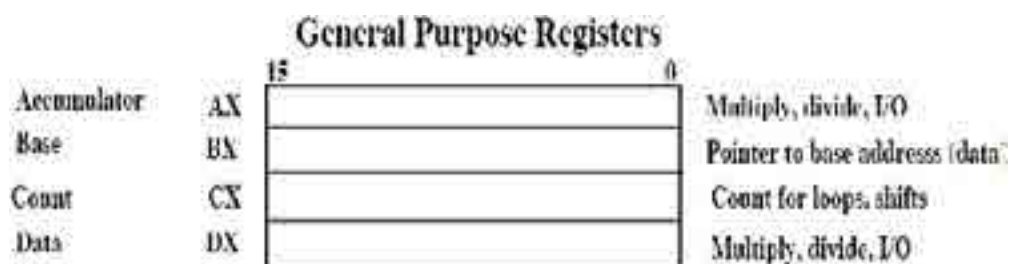 General Purpose Registers
15 0
Accumulator AX Multiply, divide, I/O
Base BX Pointer to base addresss (data)
Count CX Count for loops, shifts
Data DX Multiply, divide, I/O